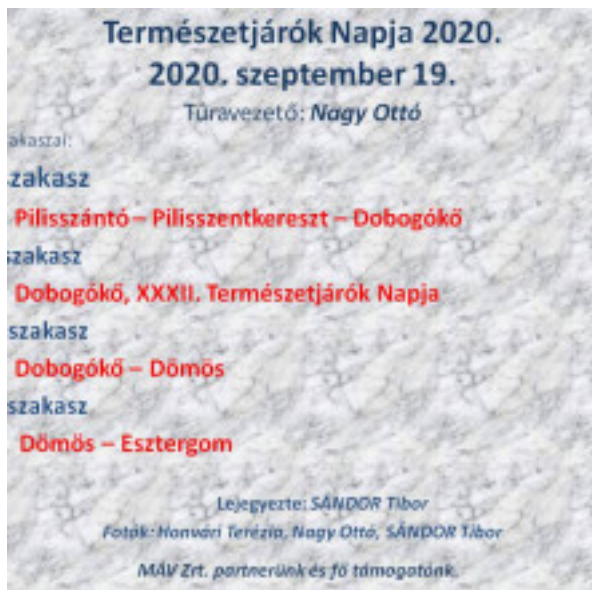 Természetjárók Napja 2020.
2020. szeptember 19.
Túravezető: Nagy Ottó
akaszai:
szakasz
Pilisszántó – Pilisszentkereszt – Dobogókő
szakasz
Dobogókő, XXXII. Természetjárók Napja
szakasz
Dobogókő – Dömös
szakasz
Dömös – Esztergom
Lejegyezte: SÁNDOR Tibor
Fotók: Honvári Terézia, Nagy Ottó, SÁNDOR Tibor
MÁV Zrt. partnerünk és fő támogatónk.